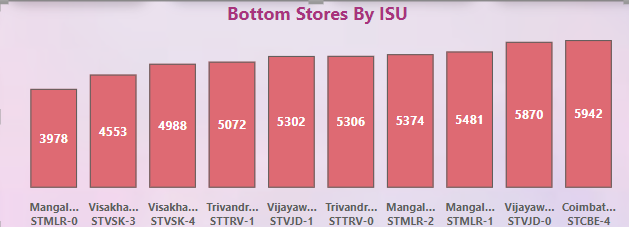 Bottom Stores By ISU
3978 4553 4988 5072 5302 5306 5374 5481 5870 5942
Mangal... Visakha... Visakha... Trivandr... Vijayaw... Trivandr... Mangal... Mangal... Vijayaw... Coimbat...
STMLR-0 STVSK-3 STVSK-4 STTRV-1 STVJD-1 STTRV-0 STMLR-2 STMLR-1 STVJD-0 STCBE-4